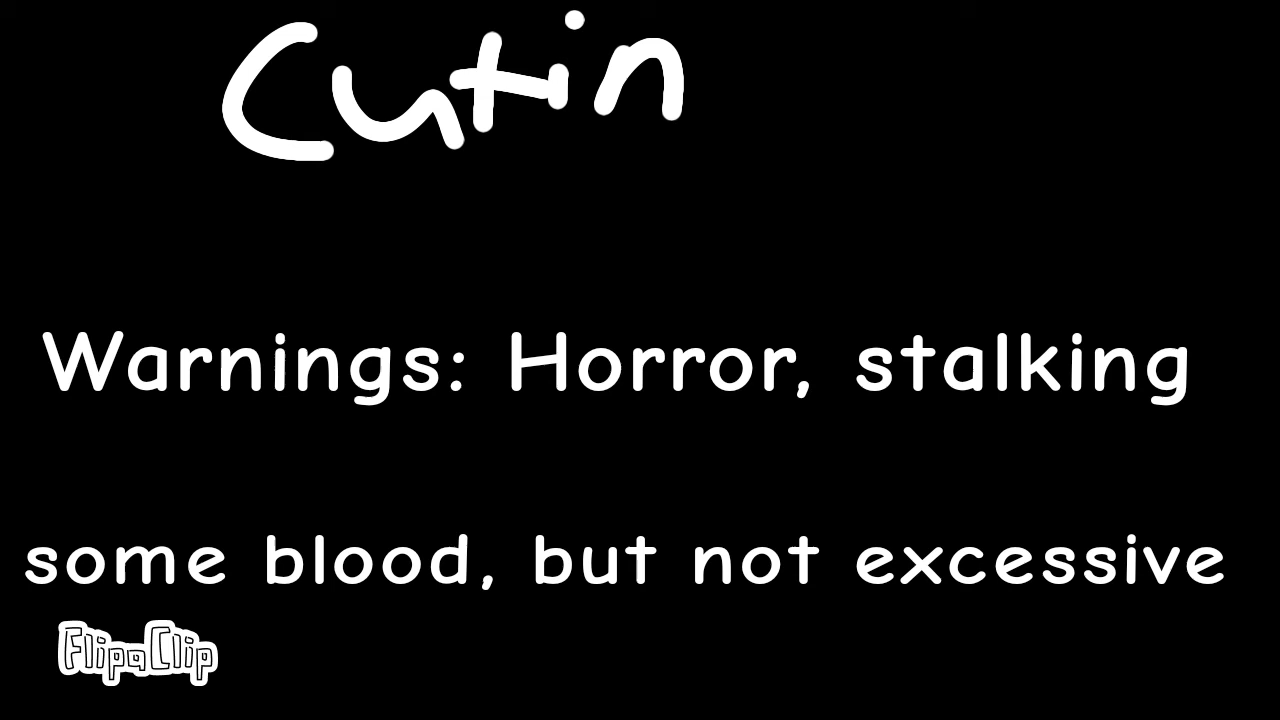 Cutin
Warnings: Horror, stalking
some blood, but not excessive
FlipaClip